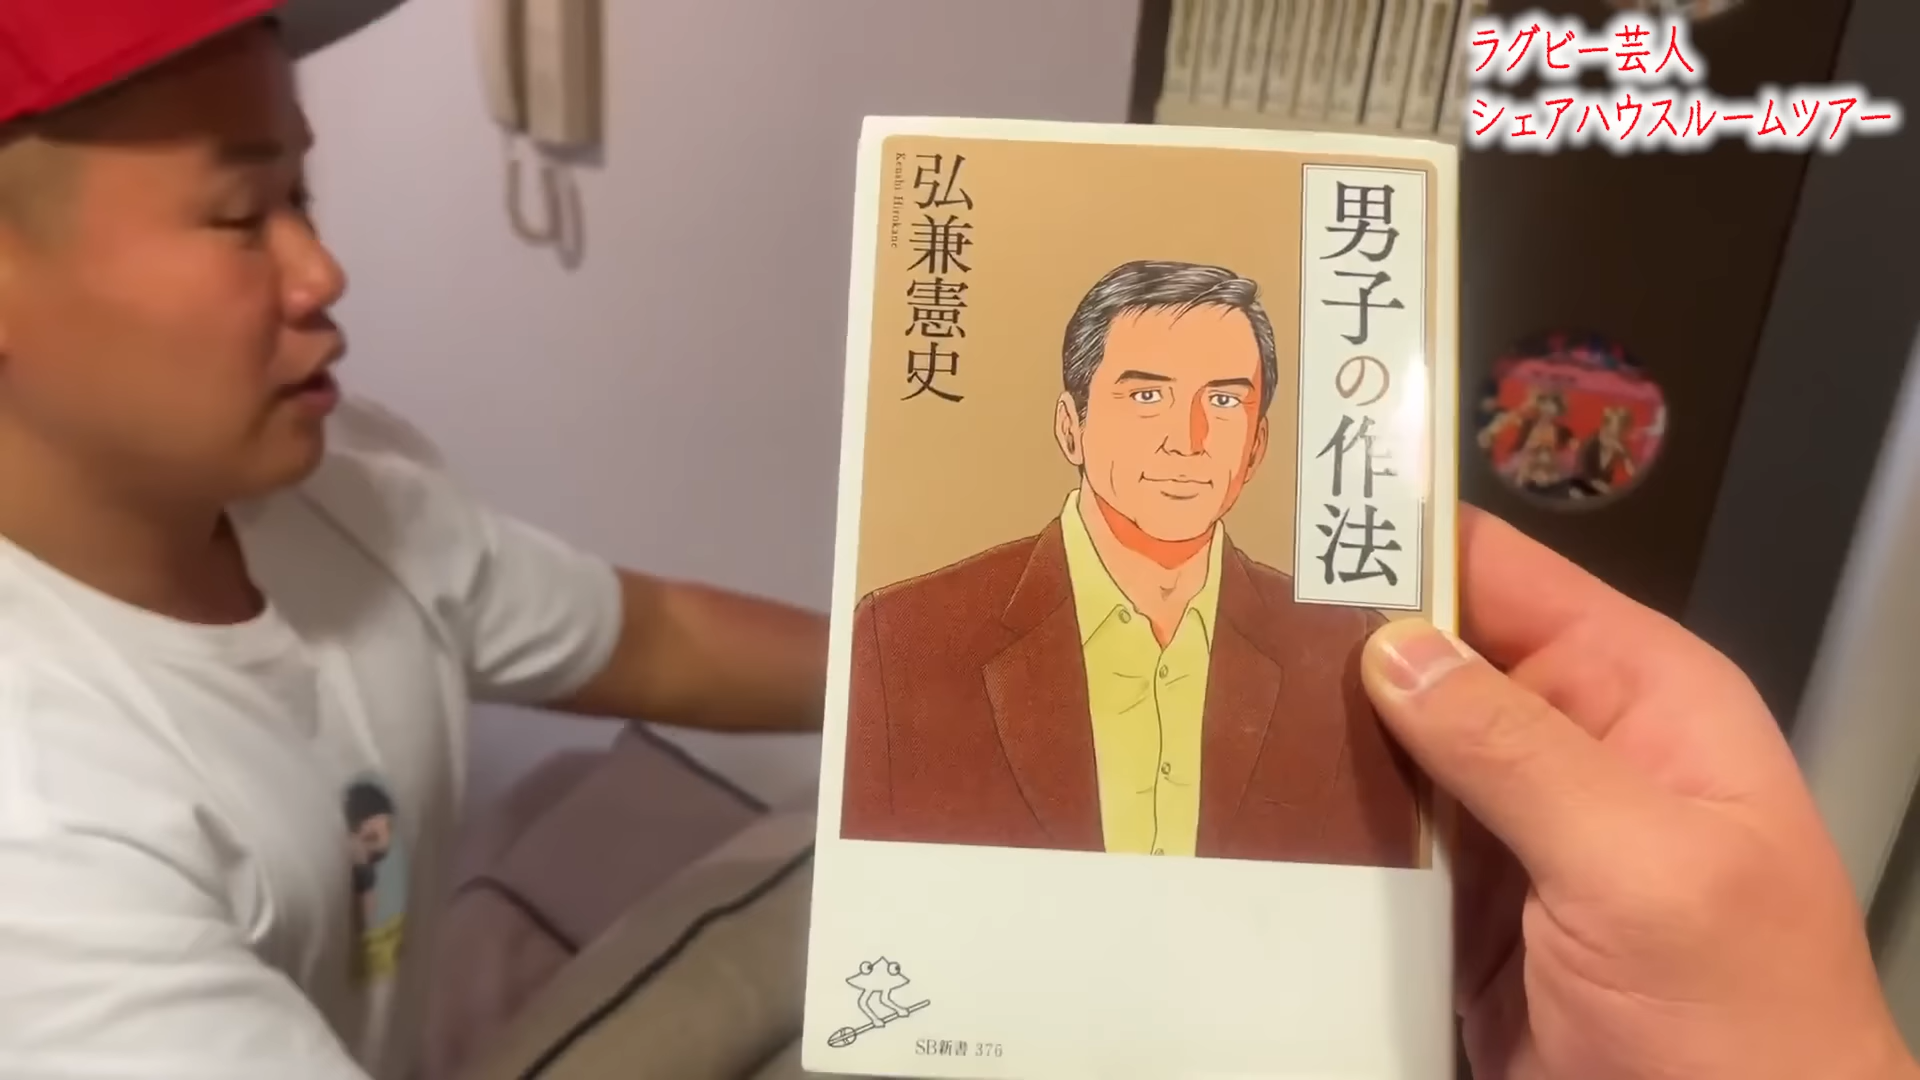 ラグビー芸人
シェアハウスルームツアー
男子の作法
弘兼憲史
Kenshi Hirokane
SB新書 376